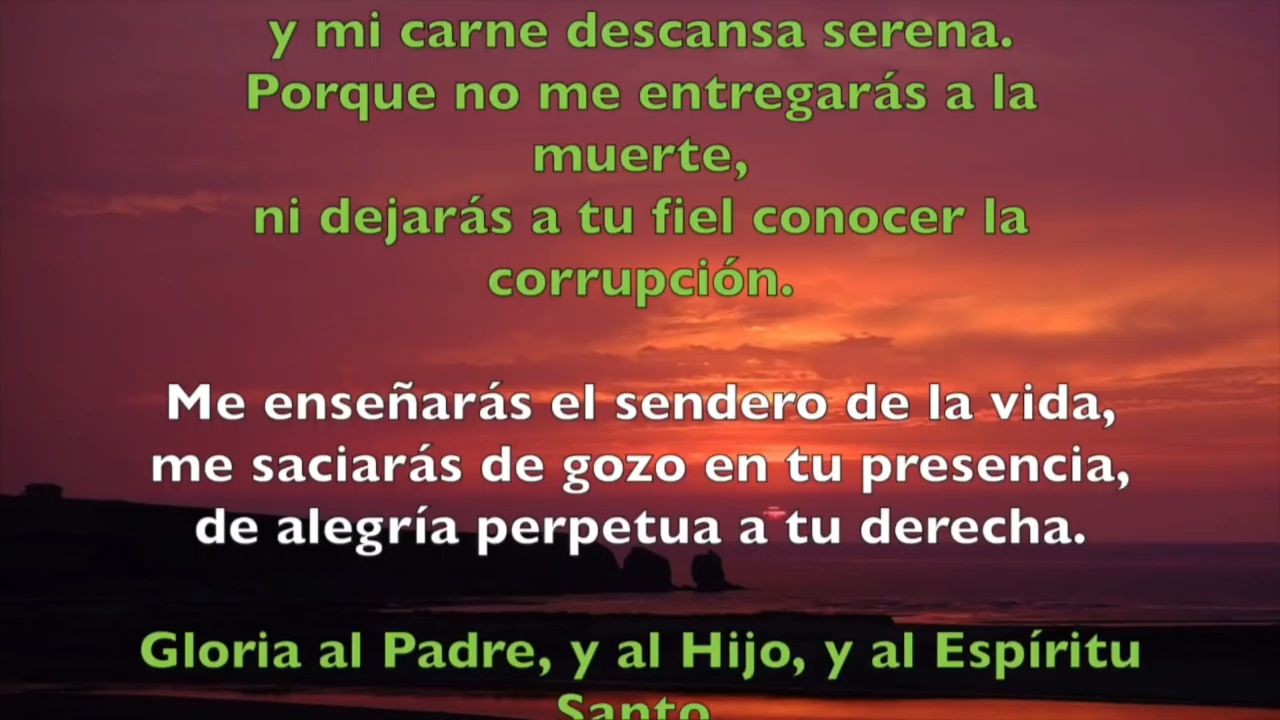 y mi carne descansa serena.
Porque no me entregarás a la
muerte,
ni dejarás a tu fiel conocer la
corrupción.
Me enseñarás el sendero de la vida,
me saciarás de gozo en tu presencia,
de alegría perpetua a tu derecha.
Gloria al Padre, y al Hijo, y al Espíritu
Santo.